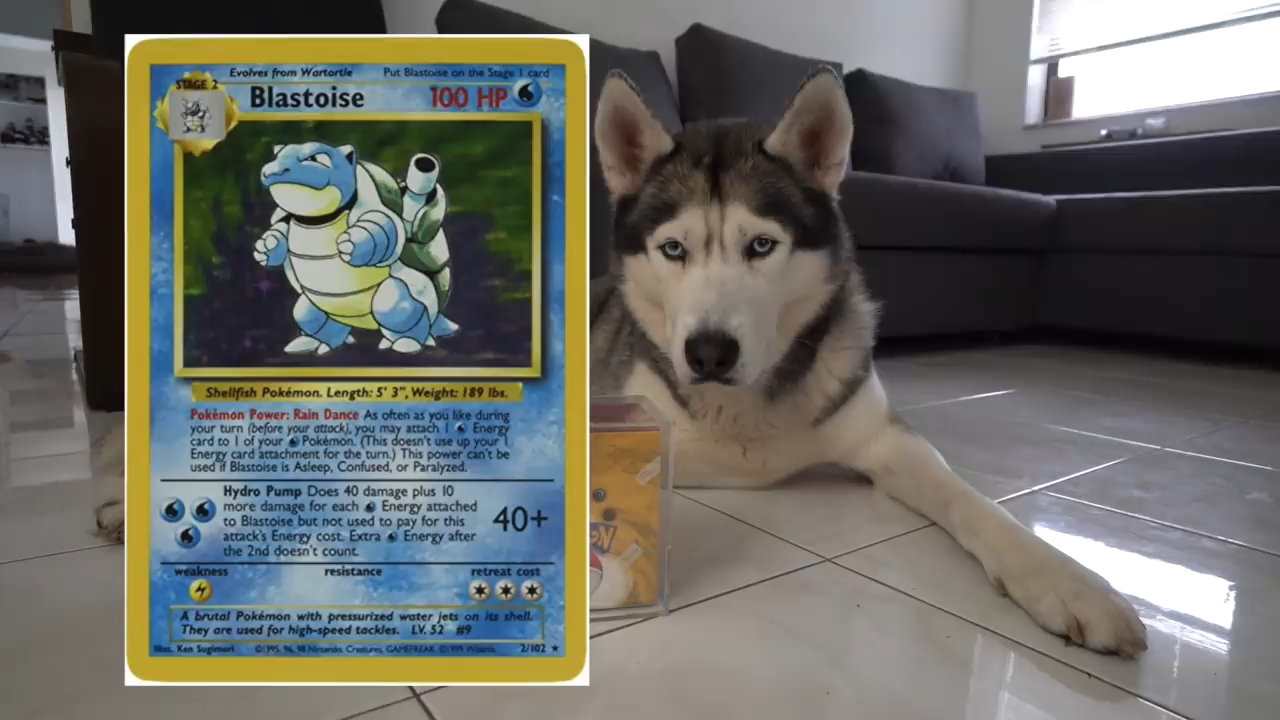 Evolves from Wartortle Put Blastoise on the Stage 1 card
STAGE 2
Blastoise 100 HP
Shellfish Pokémon. Length: 5' 3", Weight: 189 lbs.
Pokémon Power: Rain Dance As often as you like during
your turn (before your attack), you may attach 1 Energy
card to 1 of your Pokémon. (This doesn't use up your 1
Energy card attachment for the turn.) This power can't be
used if Blastoise is Asleep, Confused, or Paralyzed.
Hydro Pump Does 40 damage plus 10
more damage for each Energy attached
to Blastoise but not used to pay for this
attack's Energy cost. Extra Energy after
the 2nd doesn't count.
40+
weakness resistance retreat cost
A brutal Pokémon with pressurized water jets on its shell.
They are used for high-speed tackles. LV. 52 #9
Illus. Ken Sugimori ©1995, 96, 98 Nintendo, Creatures, GAMEFREAK. ©1999 Wizards. 2/102